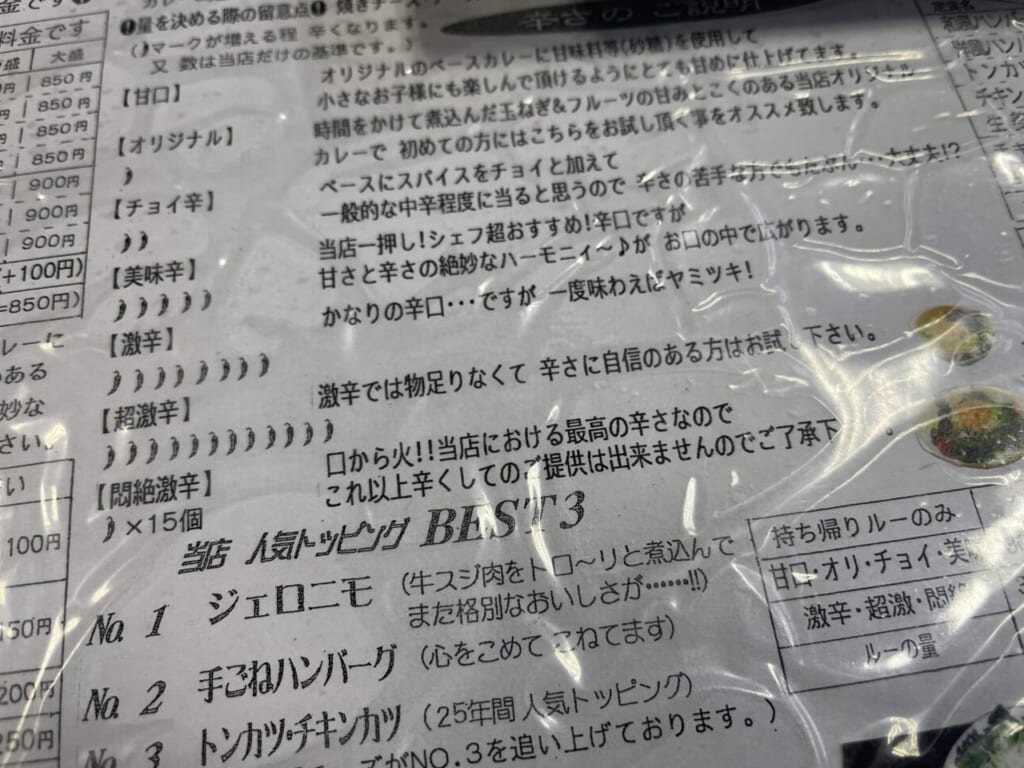 ❶量を決める際の留意点❶
(❩マークが増える程 辛くなります。
又 数は当店だけの基準です。)
辛さの ご説明
料金です
大盛
850円
850円
850円
850円
900円
900円
900円
(+100円)
(=850円)
【甘口】
オリジナルのベースカレーに甘味料等(砂糖)を使用して
小さなお子様にも楽しんで頂けるようにとても甘めに仕上げてます。
【オリジナル】
❩
時間をかけて煮込んだ玉ねぎ&フルーツの甘みとこくのある当店オリジナル
カレーで 初めての方にはこちらをお試し頂く事をオススメ致します。
【チョイ辛】
❩❩
ベースにスパイスをチョイと加えて
一般的な中辛程度に当ると思うので 辛さの苦手な方でもたぶん・・・大丈夫!?
【美味辛】
❩❩❩❩❩
当店一押し!シェフ超おすすめ!辛口ですが
甘さと辛さの絶妙なハーモニィ〜♪が お口の中で広がります。
【激辛】
❩❩❩❩❩❩❩❩
かなりの辛口・・・ですが 一度味わえばヤミツキ!
【超激辛】
❩❩❩❩❩❩❩❩❩❩❩❩
激辛では物足りなくて 辛さに自信のある方はお試し下さい。
【悶絶激辛】
❩×15個
口から火!!当店における最高の辛さなので
これ以上辛くしてのご提供は出来ませんのでご了承下
。
100円
150円
200円
250円
当店 人気トッピング BEST 3
No. 1 ジェロニモ (牛スジ肉をトロ〜リと煮込んで
また格別なおいしさが……!!)
No. 2 手ごねハンバーグ (心をこめて こねてます)
No. 3 トンカツ・チキンカツ (25年間 人気トッピング)
ズがNO.3を追い上げております。)
持ち帰りルーのみ
甘口・オリ・チョイ・美味
激辛・超激・悶絶
ルーの量